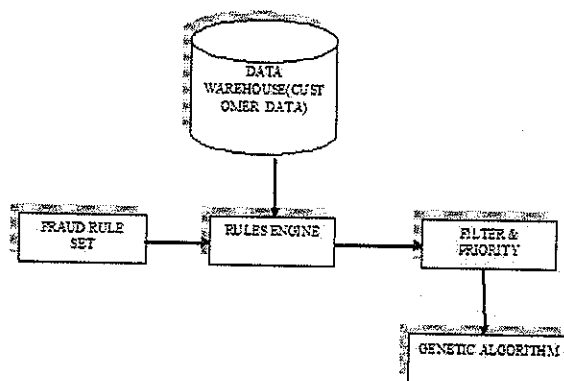 DATA
WAREHOUSE(CUST
OMER DATA)
FRAUD RULE
SET
RULES ENGINE
FILTER &
PRIORITY
GENETIC ALGORITHM